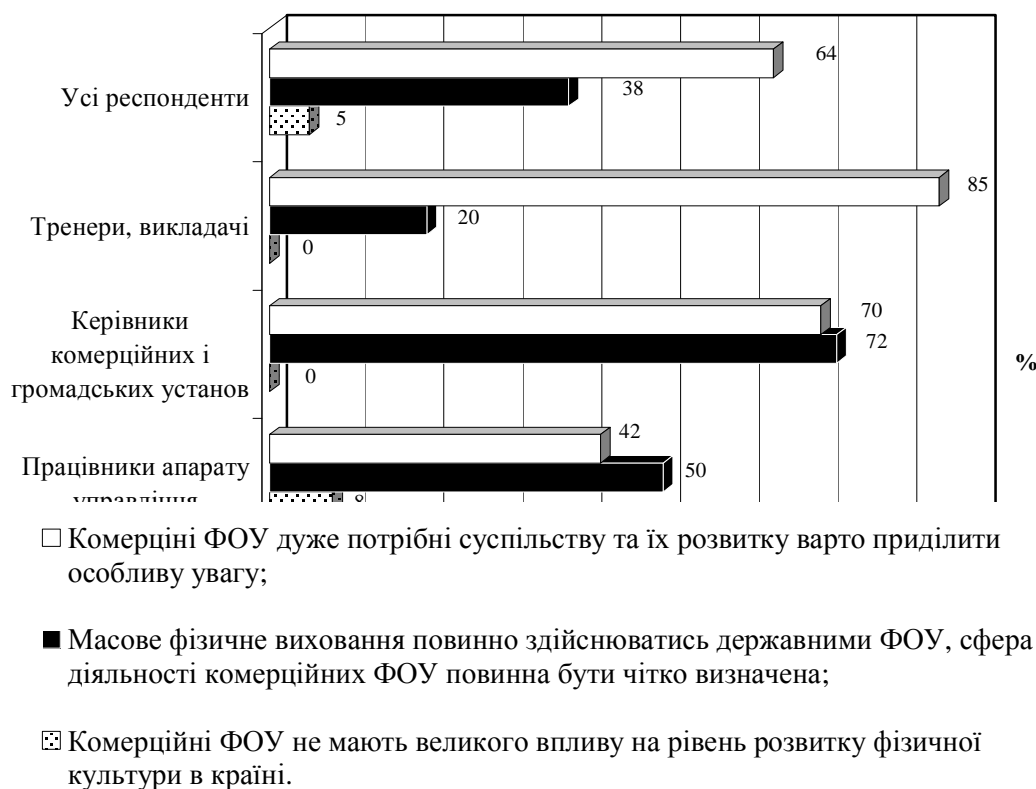 64
Усі респонденти
38
5
85
Тренери, викладачі
20
0
Керівники
комерційних і
громадських установ
70
72
0
%
42
Працівники апарату
управління
50
8
Комерціні ФОУ дуже потрібні суспільству та їх розвитку варто приділити
особливу увагу;
Масове фізичне виховання повинно здійснюватись державними ФОУ, сфера
діяльності комерційних ФОУ повинна бути чітко визначена;
Комерційні ФОУ не мають великого впливу на рівень розвитку фізичної
культури в країні.